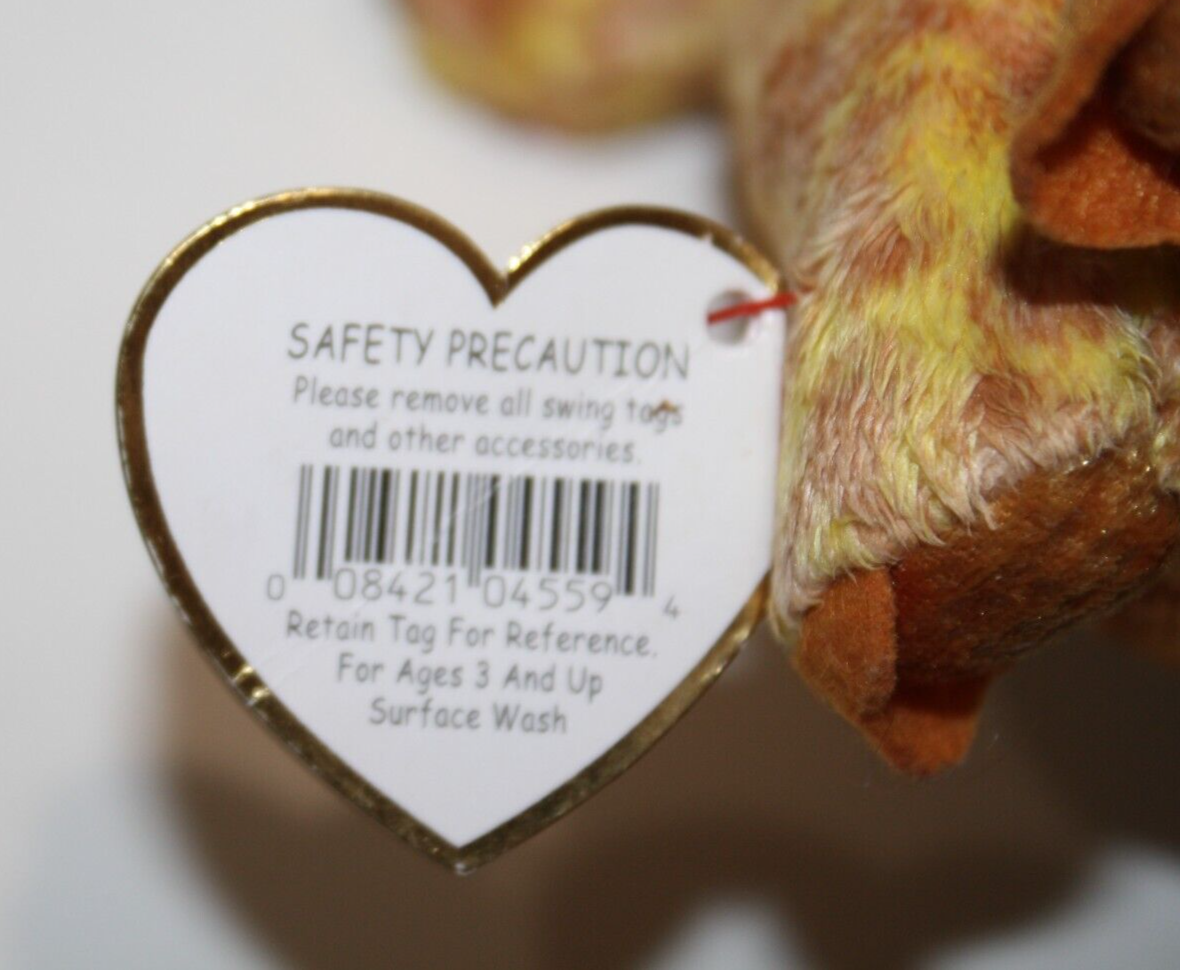 SAFETY PRECAUTION
Please remove all swing tags
and other accessories.
0 08421 04559 4
Retain Tag For Reference.
For Ages 3 And Up
Surface Wash